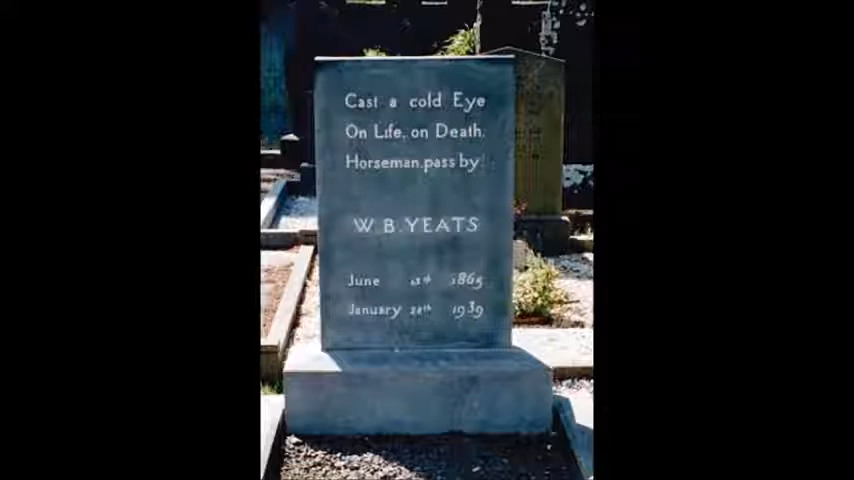 Cast a cold Eye
On Life, on Death.
Horseman, pass by!
W. B. YEATS
June 13th 1865
January 28th 1939